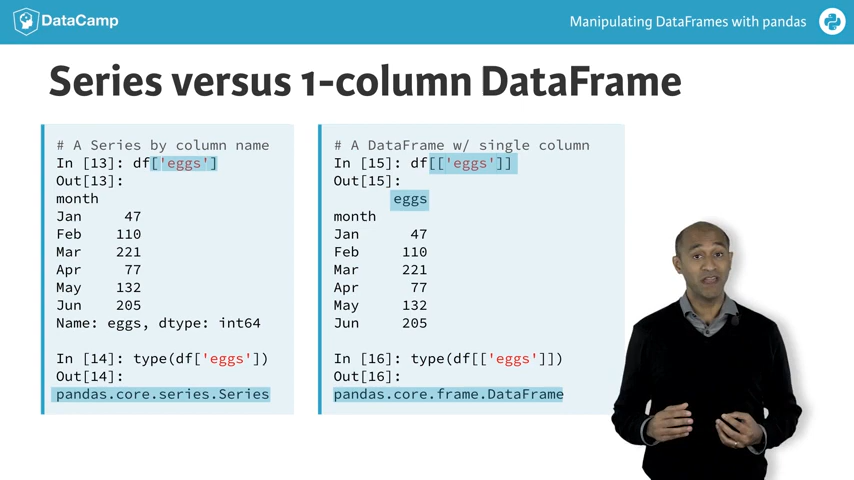 DataCamp
Manipulating DataFrames with pandas
Series versus 1-column DataFrame
# A Series by column name
In [13]: df['eggs']
Out[13]:
month
Jan     47
Feb    110
Mar    221
Apr     77
May    132
Jun    205
Name: eggs, dtype: int64
In [14]: type(df['eggs'])
Out[14]:
pandas.core.series.Series
# A DataFrame w/ single column
In [15]: df[['eggs']]
Out[15]:
eggs
month
Jan      47
Feb     110
Mar     221
Apr      77
May     132
Jun     205
In [16]: type(df[['eggs']])
Out[16]:
pandas.core.frame.DataFrame